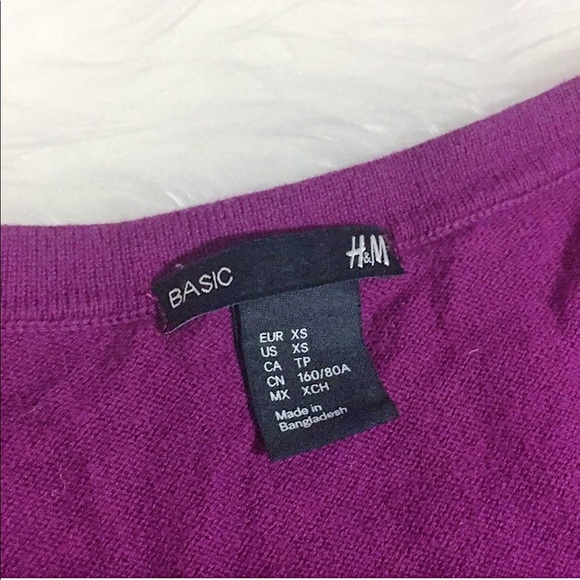 BASIC H&M
EUR XS
US XS
CA TP
CN 160/80A
MX XCH
Made in
Bangladesh